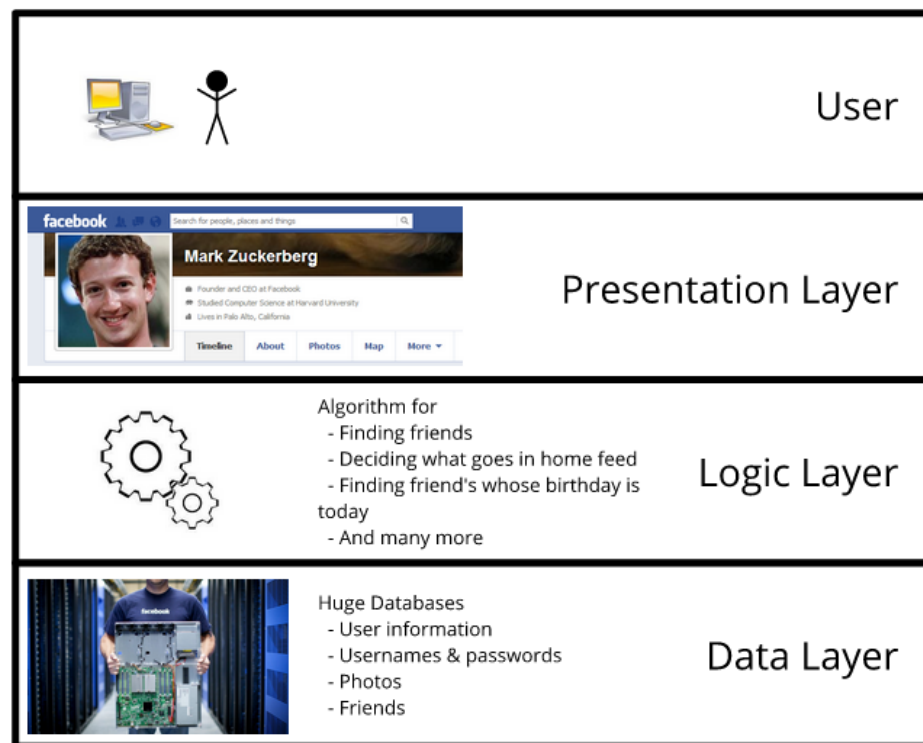 User
facebook
Search for people, places and things
Mark Zuckerberg
Founder and CEO at Facebook
Studied Computer Science at Harvard University
Lives in Palo Alto, California
Timeline About Photos Map More
Presentation Layer
Algorithm for
- Finding friends
- Deciding what goes in home feed
- Finding friend's whose birthday is
today
- And many more
Logic Layer
facebook
Huge Databases
- User information
- Usernames & passwords
- Photos
- Friends
Data Layer